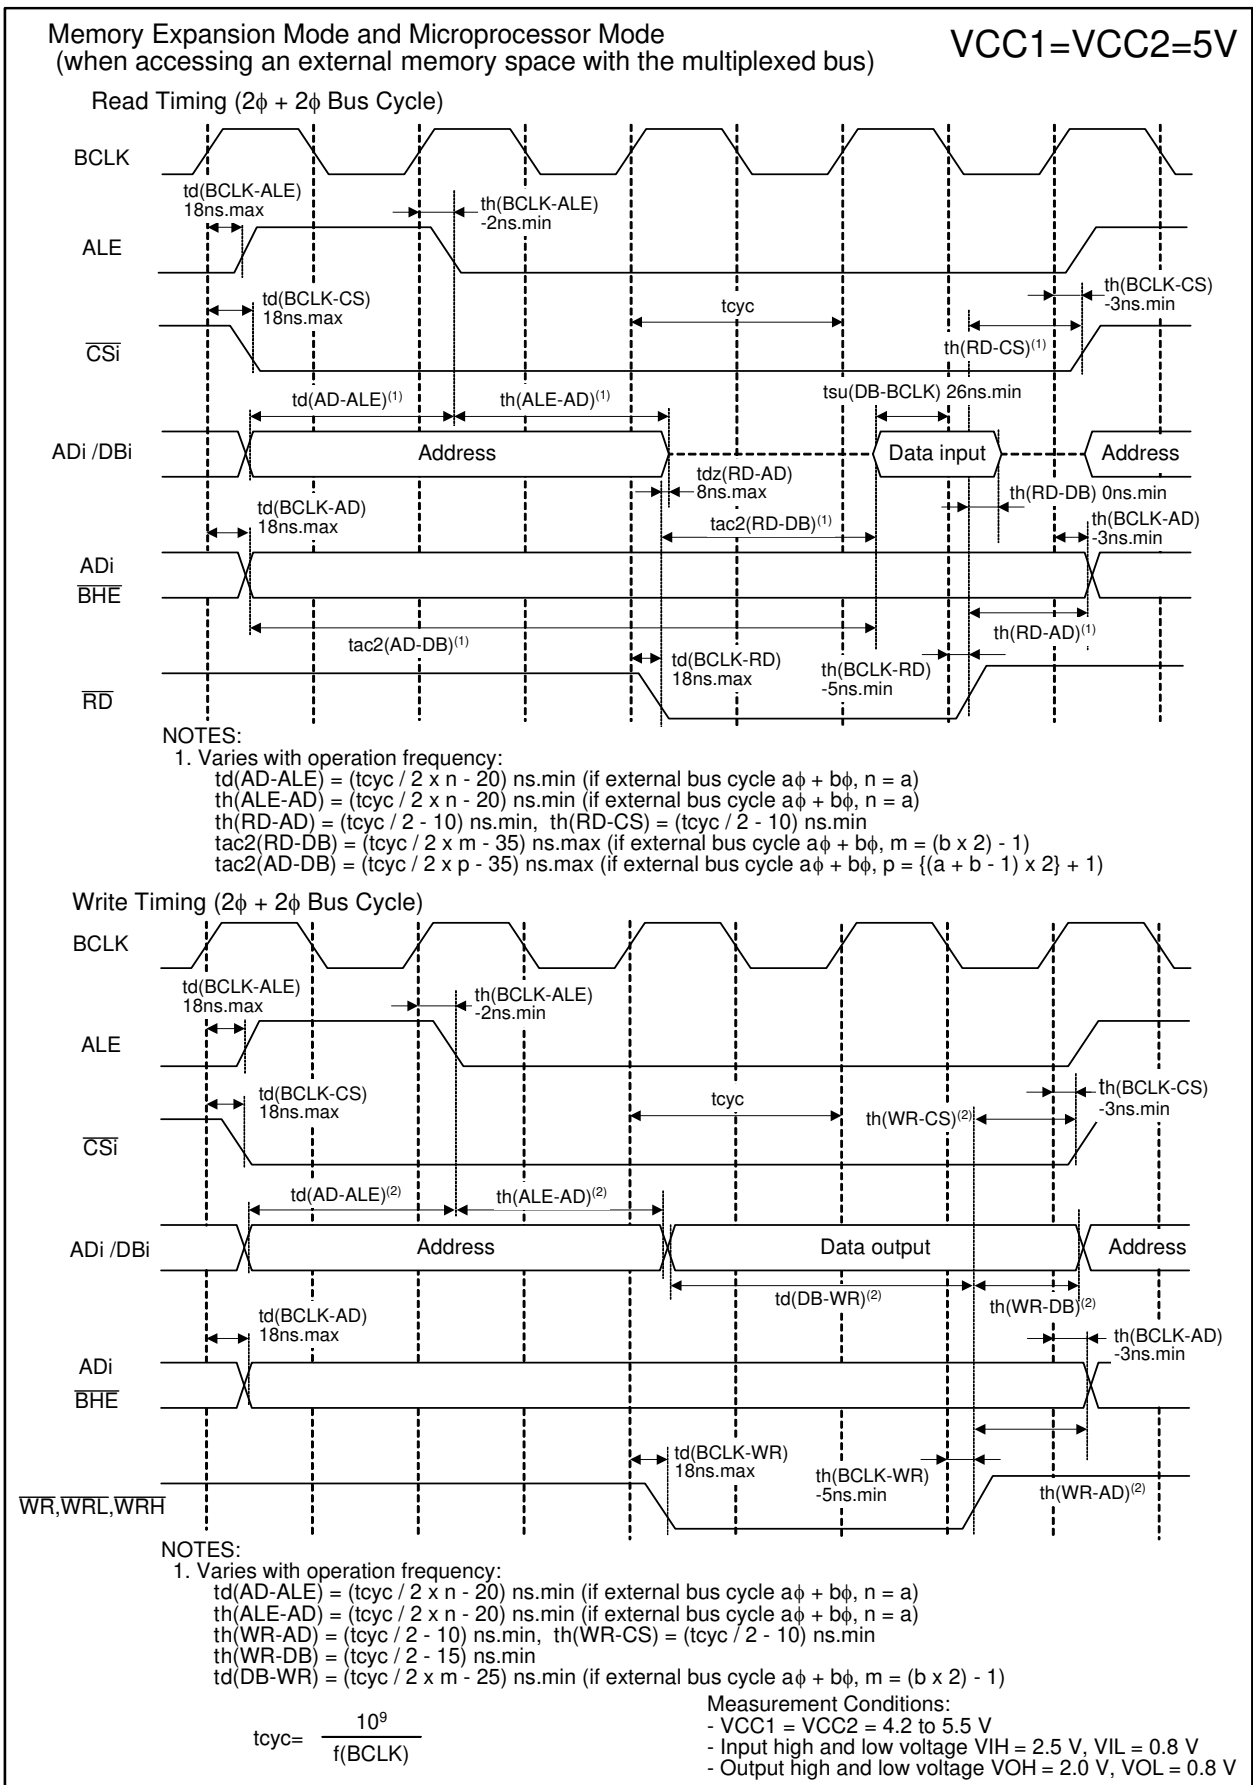 Memory Expansion Mode and Microprocessor Mode
(when accessing an external memory space with the multiplexed bus)
VCC1=VCC2=5V
Read Timing (2ϕ + 2ϕ Bus Cycle)
BCLK
td(BCLK-ALE)
18ns.max
th(BCLK-ALE)
-2ns.min
ALE
td(BCLK-CS)
18ns.max
tcyc
th(BCLK-CS)
-3ns.min
th(RD-CS)(1)
CSi
td(AD-ALE)(1)
th(ALE-AD)(1)
tsu(DB-BCLK) 26ns.min
ADi /DBi
Address
Data input
Address
tdz(RD-AD)
8ns.max
th(RD-DB) 0ns.min
td(BCLK-AD)
18ns.max
tac2(RD-DB)(1)
th(BCLK-AD)
-3ns.min
ADi
BHE
tac2(AD-DB)(1)
th(RD-AD)(1)
td(BCLK-RD)
18ns.max
th(BCLK-RD)
-5ns.min
RD
NOTES:
1. Varies with operation frequency:
td(AD-ALE) = (tcyc / 2 x n - 20) ns.min (if external bus cycle aϕ + bϕ, n = a)
th(ALE-AD) = (tcyc / 2 x n - 20) ns.min (if external bus cycle aϕ + bϕ, n = a)
th(RD-AD) = (tcyc / 2 - 10) ns.min, th(RD-CS) = (tcyc / 2 - 10) ns.min
tac2(RD-DB) = (tcyc / 2 x m - 35) ns.max (if external bus cycle aϕ + bϕ, m = (b x 2) - 1)
tac2(AD-DB) = (tcyc / 2 x p - 35) ns.max (if external bus cycle aϕ + bϕ, p = {(a + b - 1) x 2} + 1)
Write Timing (2ϕ + 2ϕ Bus Cycle)
BCLK
td(BCLK-ALE)
18ns.max
th(BCLK-ALE)
-2ns.min
ALE
td(BCLK-CS)
18ns.max
tcyc
th(WR-CS)(2)
th(BCLK-CS)
-3ns.min
CSi
td(AD-ALE)(2)
th(ALE-AD)(2)
ADi /DBi
Address
Data output
Address
td(DB-WR)(2)
th(WR-DB)(2)
td(BCLK-AD)
18ns.max
th(BCLK-AD)
-3ns.min
ADi
BHE
td(BCLK-WR)
18ns.max
th(BCLK-WR)
-5ns.min
th(WR-AD)(2)
WR,WRL,WRH
NOTES:
1. Varies with operation frequency:
td(AD-ALE) = (tcyc / 2 x n - 20) ns.min (if external bus cycle aϕ + bϕ, n = a)
th(ALE-AD) = (tcyc / 2 x n - 20) ns.min (if external bus cycle aϕ + bϕ, n = a)
th(WR-AD) = (tcyc / 2 - 10) ns.min, th(WR-CS) = (tcyc / 2 - 10) ns.min
th(WR-DB) = (tcyc / 2 - 15) ns.min
td(DB-WR) = (tcyc / 2 x m - 25) ns.min (if external bus cycle aϕ + bϕ, m = (b x 2) - 1)
tcyc= 10⁹ / f(BCLK)
Measurement Conditions:
- VCC1 = VCC2 = 4.2 to 5.5 V
- Input high and low voltage VIH = 2.5 V, VIL = 0.8 V
- Output high and low voltage VOH = 2.0 V, VOL = 0.8 V